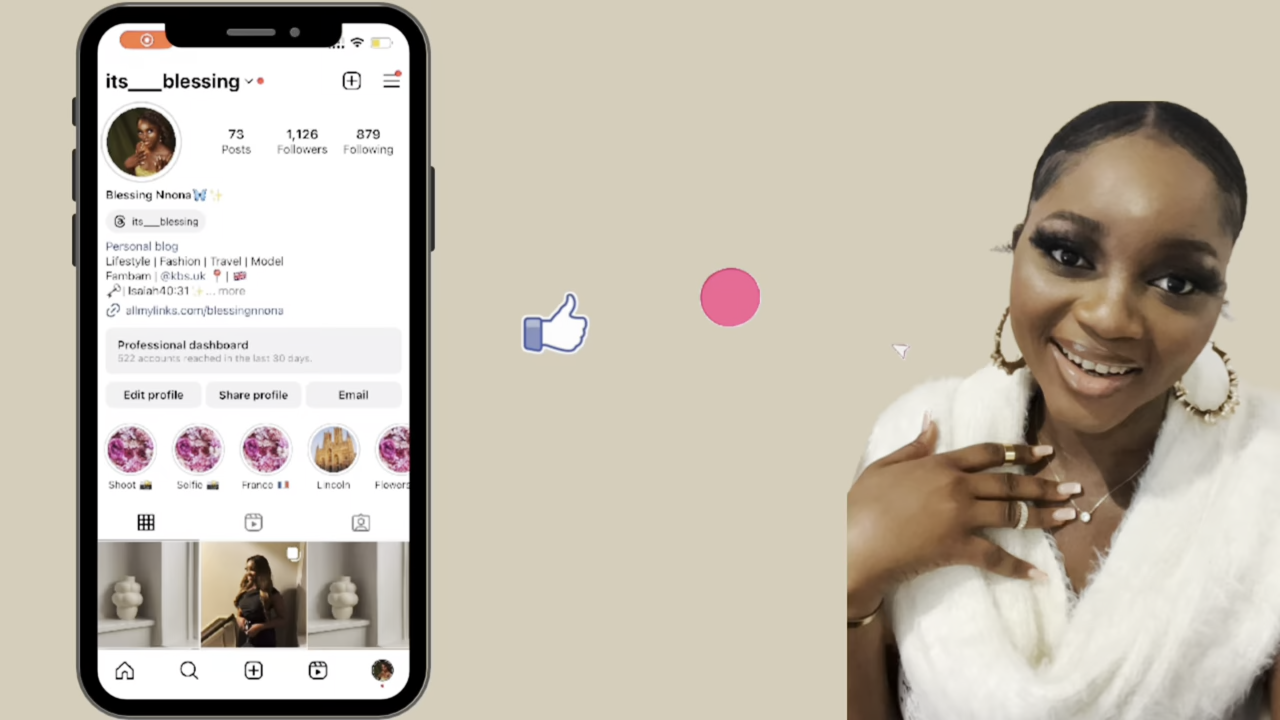 its___blessing
73 1,126 879
Posts Followers Following
Blessing Nnona🦋✨
its___blessing
Personal blog
Lifestyle | Fashion | Travel | Model
Fambam | @kbs.uk 📍| 🇬🇧
🗝️| Isaiah40:31 ✨... more
allmylinks.com/blessingnnona
Professional dashboard
522 accounts reached in the last 30 days.
Edit profile Share profile Email
Shoot 📸 Selfie 📸 France 🇫🇷 Lincoln Flowers